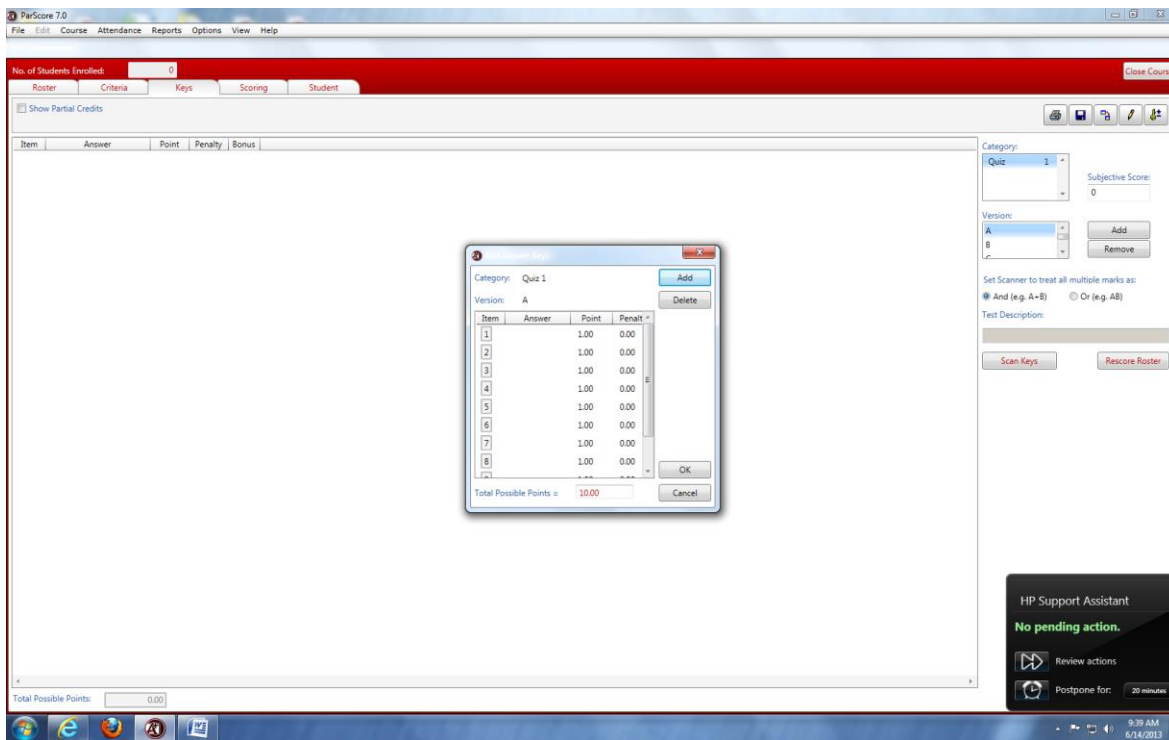 ParScore 7.0
File Edit Course Attendance Reports Options View Help
No. of Students Enrolled: 0
Close Cours
Roster Criteria Keys Scoring Student
Show Partial Credits
Item Answer Point Penalty Bonus
Category:
Quiz 1
Subjective Score:
0
Version:
A
B
Add
Remove
Set Scanner to treat all multiple marks as:
And (e.g. A+B) Or (e.g. AB)
Test Description:
Scan Keys Rescore Roster
Category: Quiz 1 Add
Version: A Delete
Item Answer Point Penalt
1 1.00 0.00
2 1.00 0.00
3 1.00 0.00
4 1.00 0.00
5 1.00 0.00
6 1.00 0.00
7 1.00 0.00
8 1.00 0.00
OK
Total Possible Points = 10.00 Cancel
HP Support Assistant
No pending action.
Review actions
Postpone for: 20 minutes
Total Possible Points: 0.00
9:39 AM
6/14/2013